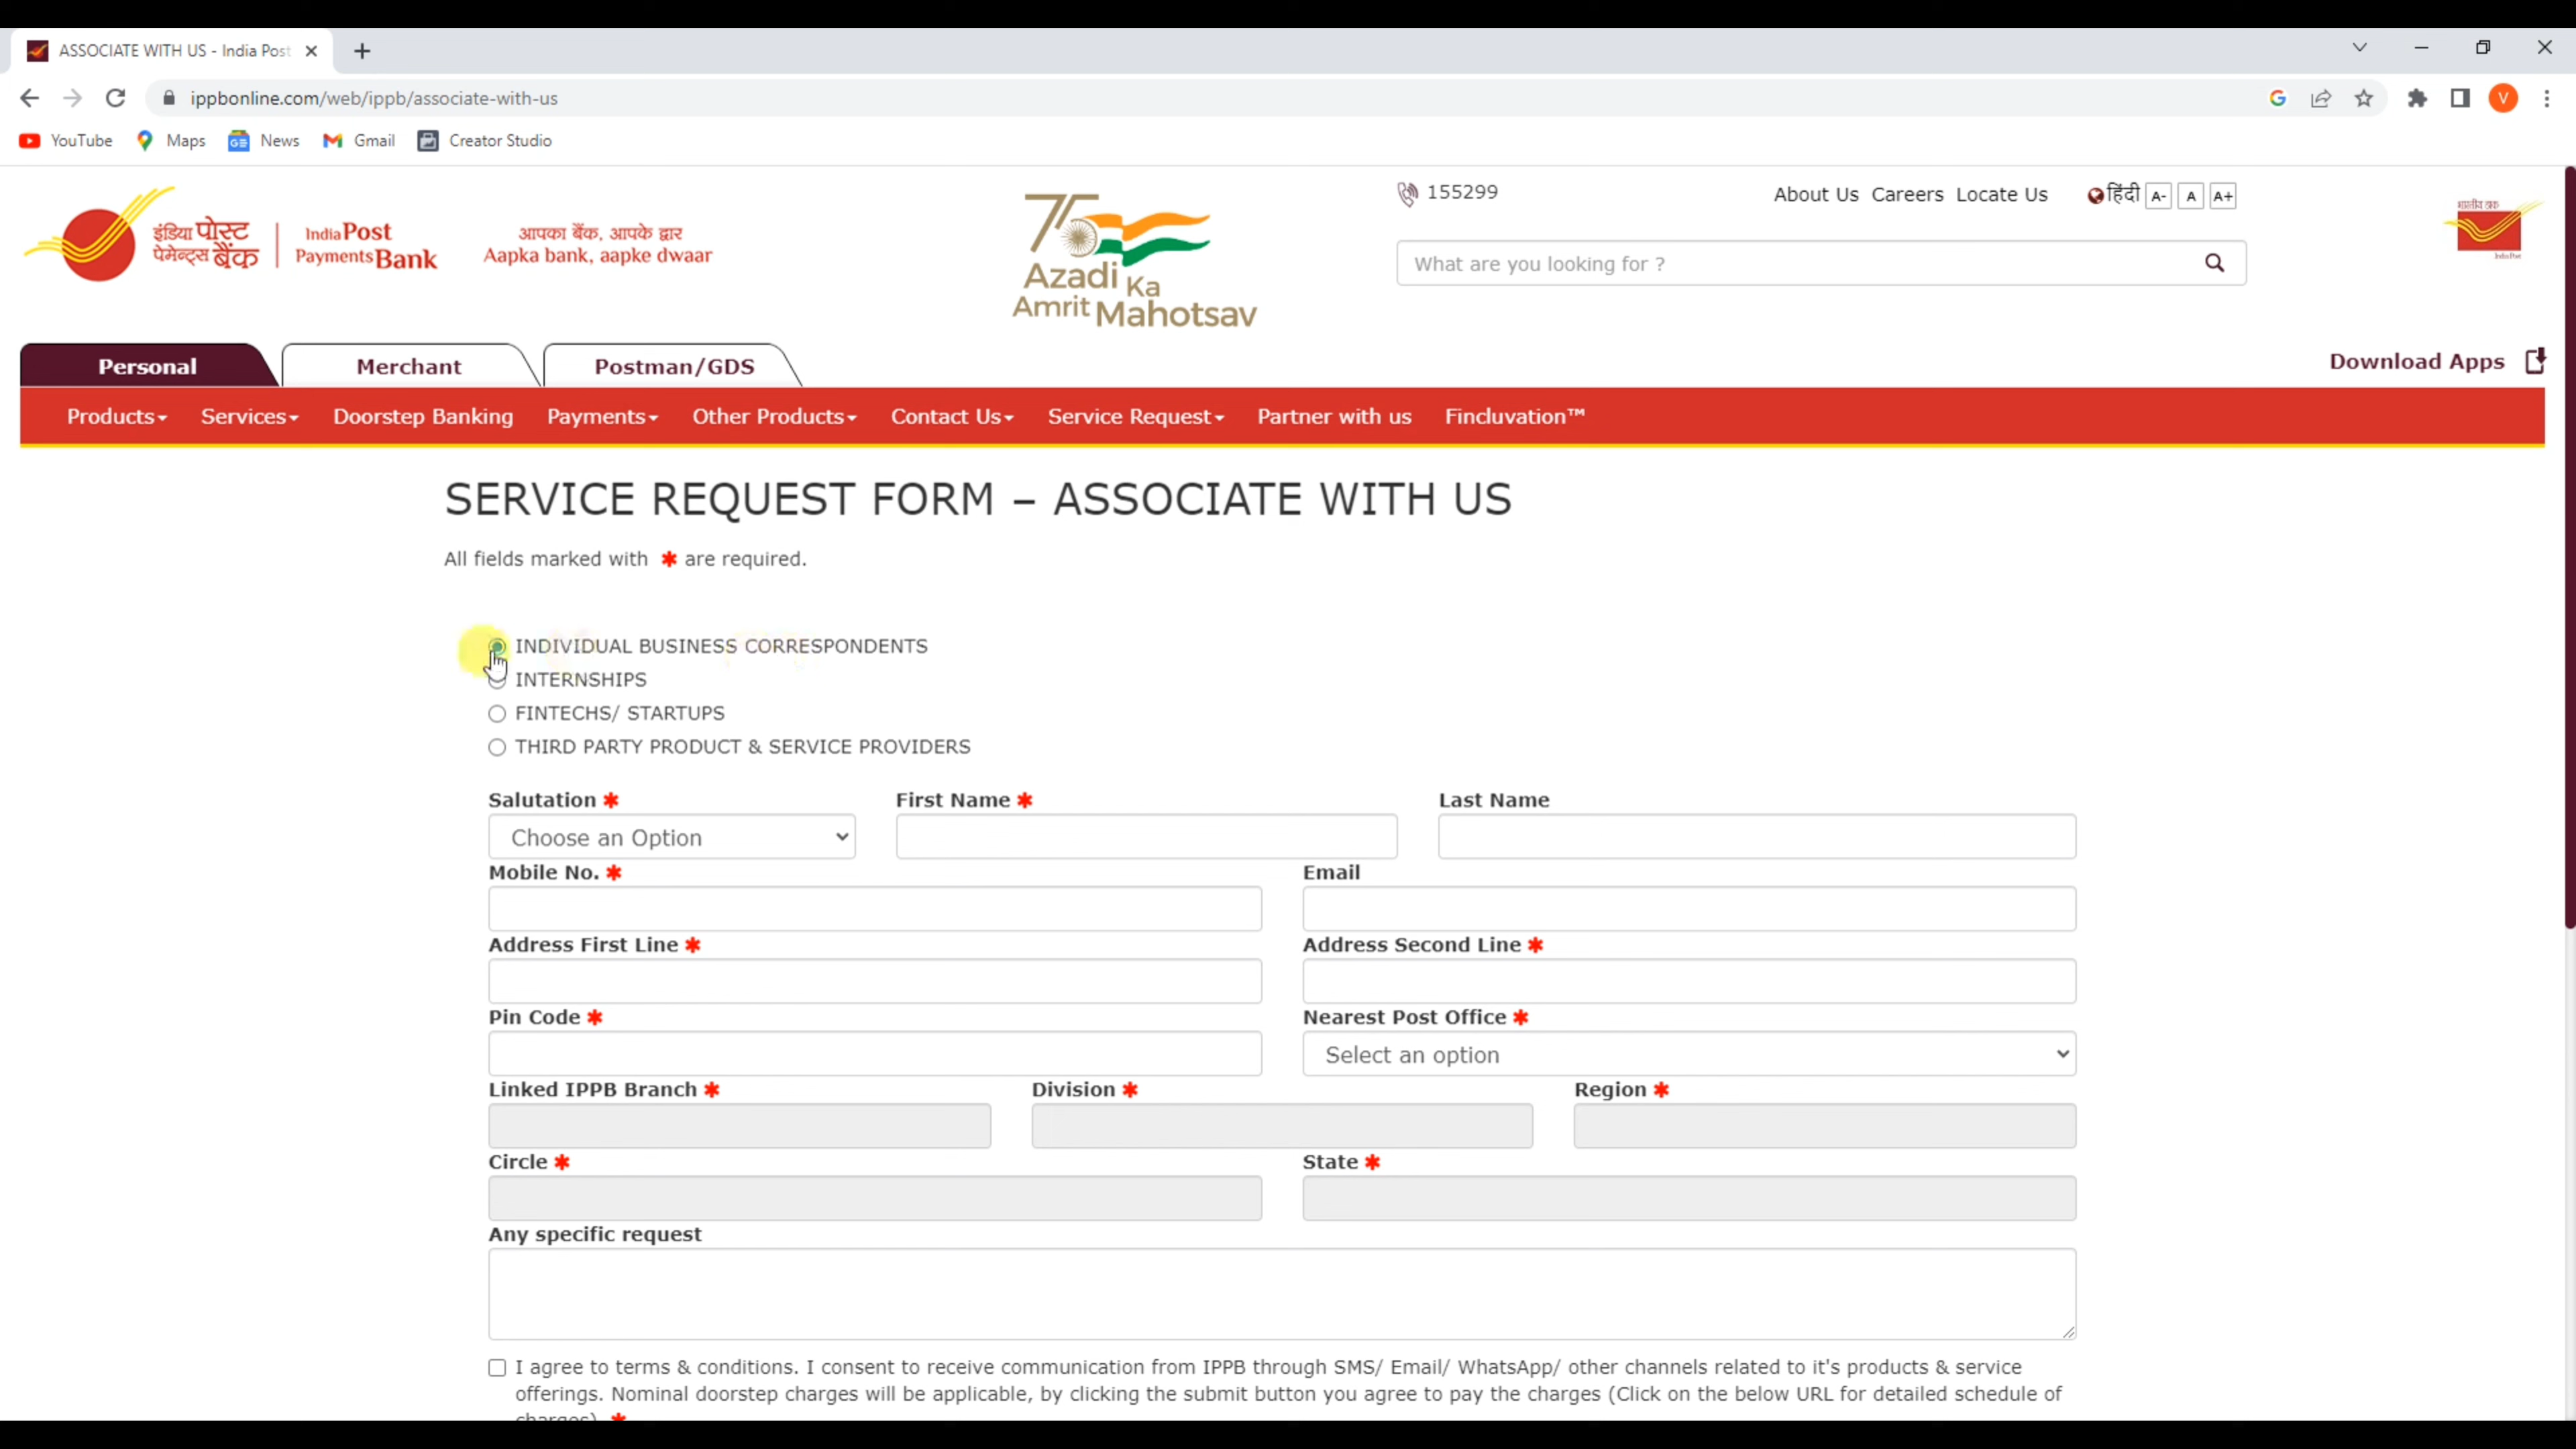 ASSOCIATE WITH US - India Post
ippbonline.com/web/ippb/associate-with-us
V
YouTube Maps News Gmail Creator Studio
इंडिया पोस्ट पेमेन्ट्स बैंक
IndiaPost PaymentsBank
आपका बैंक, आपके द्वार
Aapka bank, aapke dwaar
75 Azadi Ka Amrit Mahotsav
155299
About Us Careers Locate Us हिंदी A- A A+
What are you looking for ?
भारतीय डाक
India Post
Personal Merchant Postman/GDS Download Apps
Products Services Doorstep Banking Payments Other Products Contact Us Service Request Partner with us Fincluvation™
SERVICE REQUEST FORM – ASSOCIATE WITH US
All fields marked with * are required.
INDIVIDUAL BUSINESS CORRESPONDENTS
INTERNSHIPS
FINTECHS/ STARTUPS
THIRD PARTY PRODUCT & SERVICE PROVIDERS
Salutation * First Name * Last Name
Choose an Option
Mobile No. * Email
Address First Line * Address Second Line *
Pin Code * Nearest Post Office *
Select an option
Linked IPPB Branch * Division * Region *
Circle * State *
Any specific request
I agree to terms & conditions. I consent to receive communication from IPPB through SMS/ Email/ WhatsApp/ other channels related to it's products & service
offerings. Nominal doorstep charges will be applicable, by clicking the submit button you agree to pay the charges (Click on the below URL for detailed schedule of
charges) *